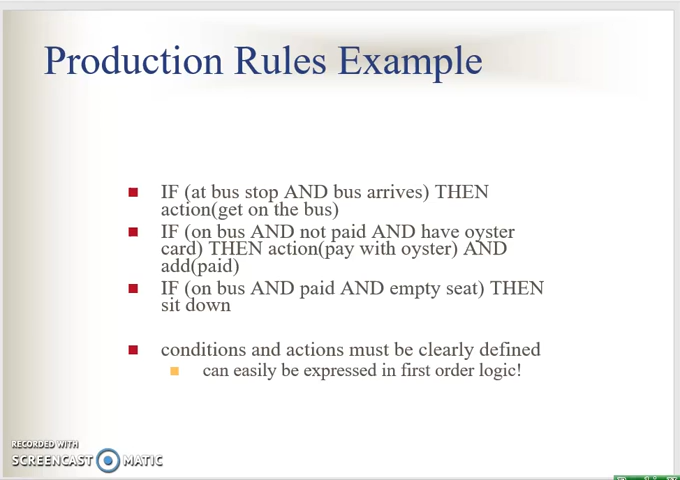 Production Rules Example
IF (at bus stop AND bus arrives) THEN
action(get on the bus)
IF (on bus AND not paid AND have oyster
card) THEN action(pay with oyster) AND
add(paid)
IF (on bus AND paid AND empty seat) THEN
sit down
conditions and actions must be clearly defined
can easily be expressed in first order logic!
RECORDED WITH
SCREENCAST MATIC